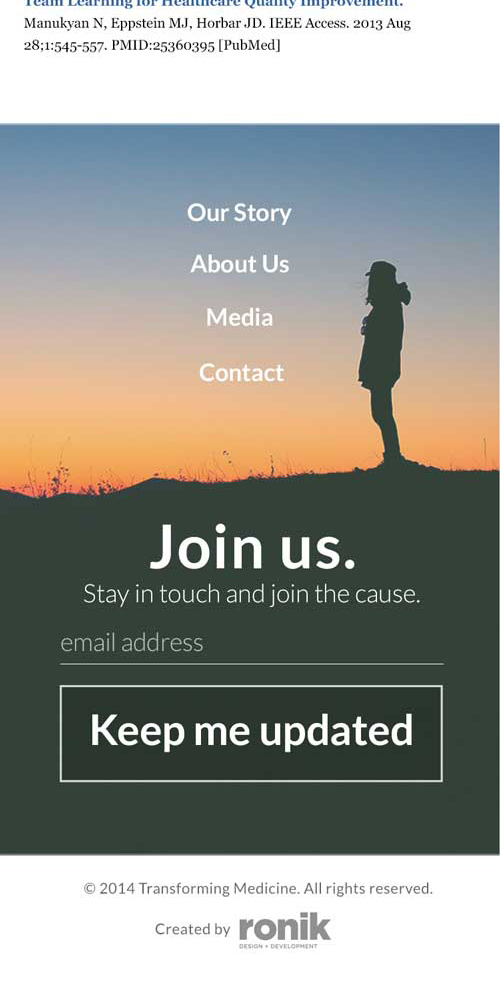 Team Learning for Healthcare Quality Improvement.
Manukyan N, Eppstein MJ, Horbar JD. IEEE Access. 2013 Aug
28;1:545-557. PMID:25360395 [PubMed]
Our Story
About Us
Media
Contact
Join us.
Stay in touch and join the cause.
email address
Keep me updated
© 2014 Transforming Medicine. All rights reserved.
Created by ronik
DESIGN + DEVELOPMENT